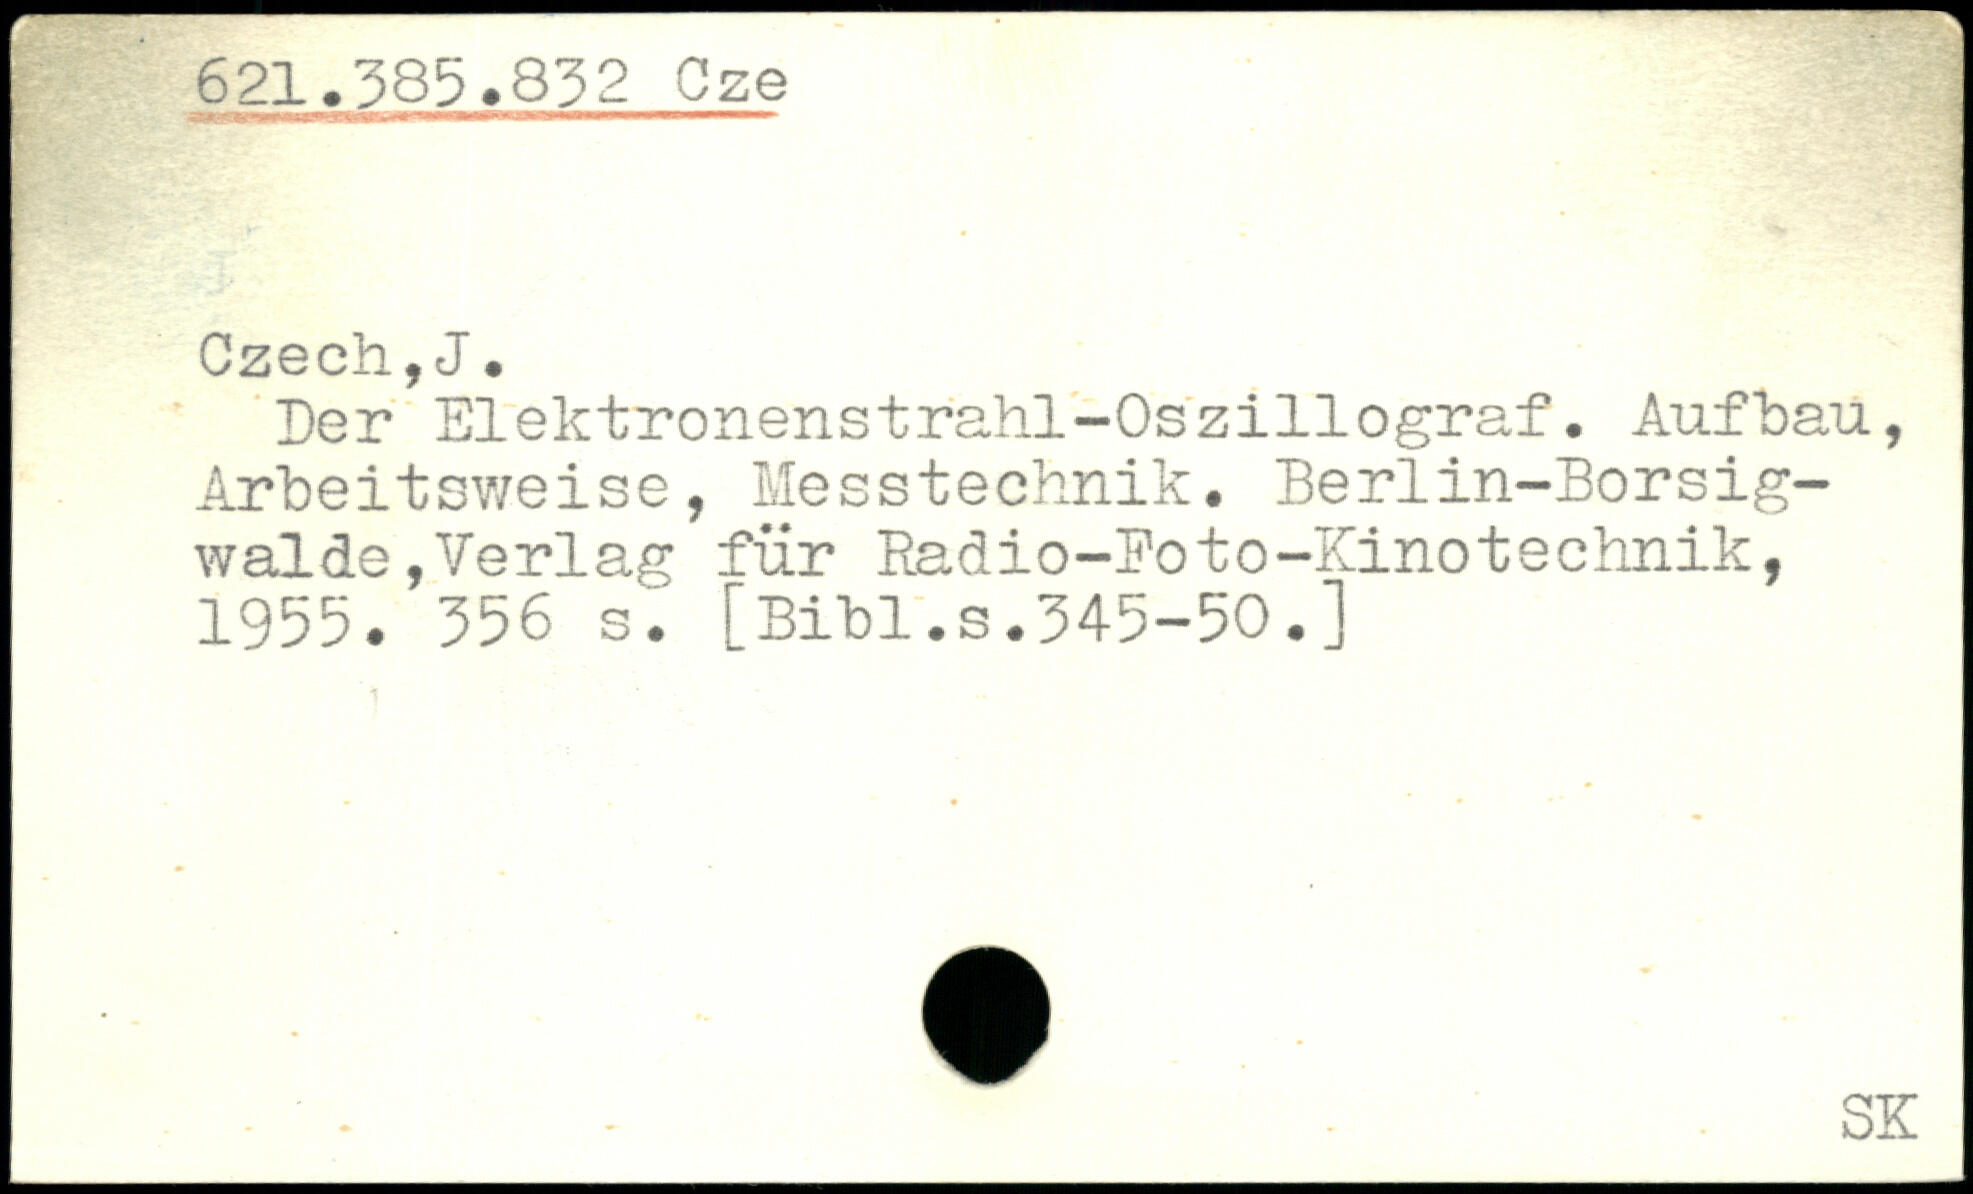 621.385.832 Cze
Czech,J.
Der Elektronenstrahl-Oszillograf. Aufbau,
Arbeitsweise, Messtechnik. Berlin-Borsig-
walde,Verlag für Radio-Foto-Kinotechnik,
1955. 356 s. [Bibl.s.345-50.]
SK